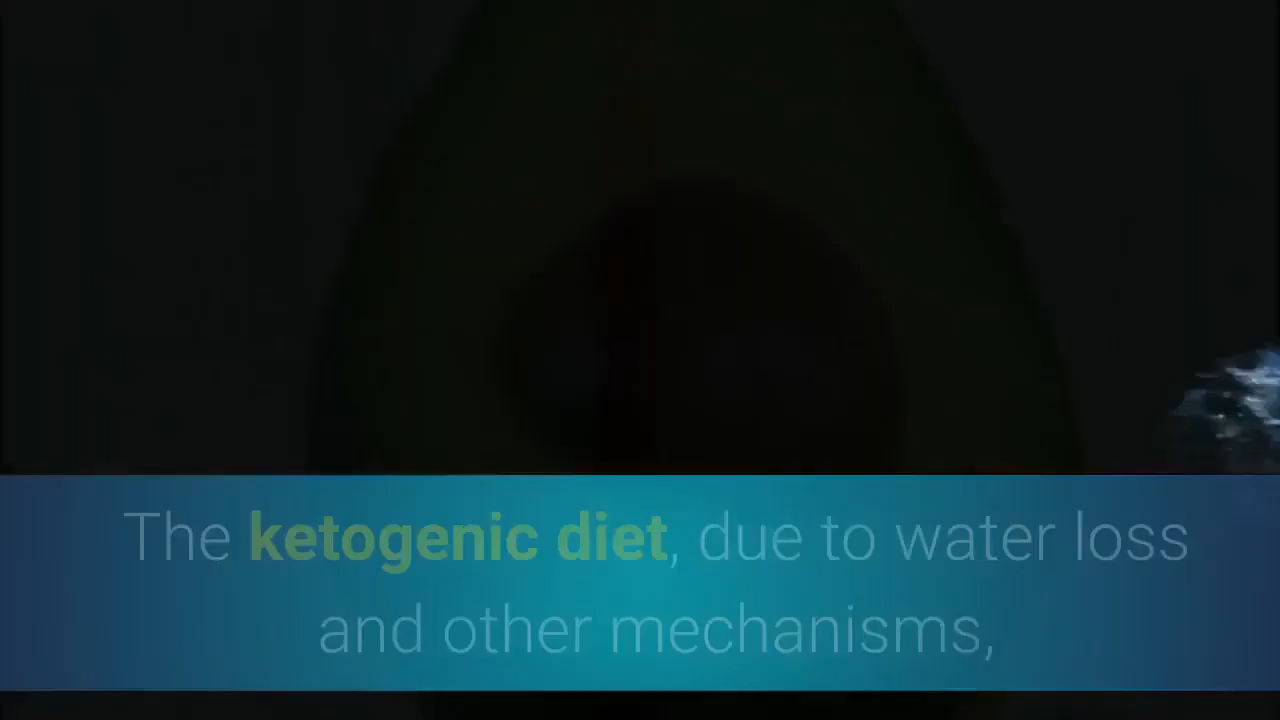 The ketogenic diet, due to water loss
and other mechanisms,